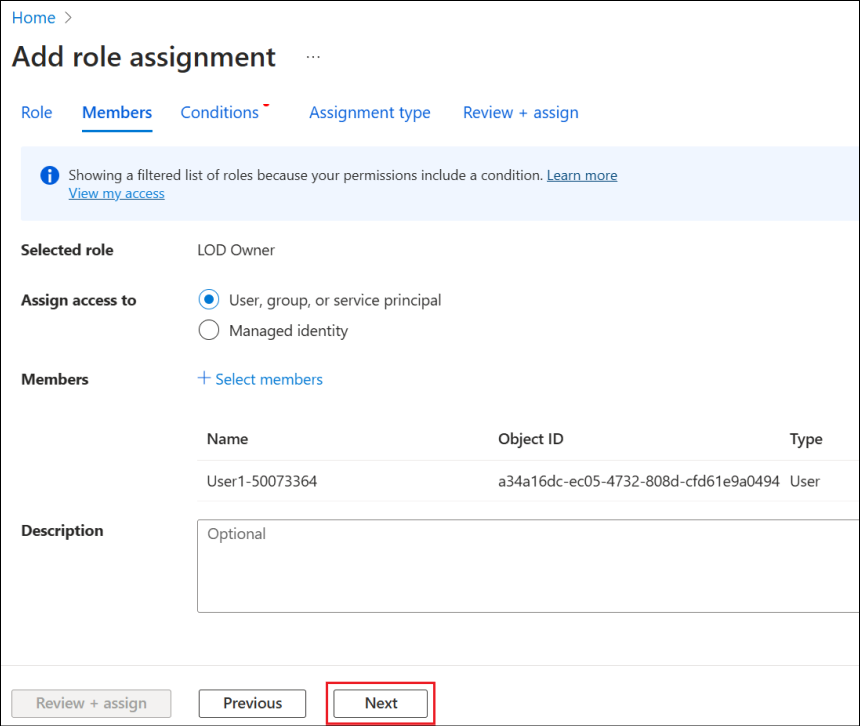 Home >
Add role assignment ...
Role Members Conditions Assignment type Review + assign
Showing a filtered list of roles because your permissions include a condition. Learn more
View my access
Selected role LOD Owner
Assign access to User, group, or service principal
Managed identity
Members + Select members
Name Object ID Type
User1-50073364 a34a16dc-ec05-4732-808d-cfd61e9a0494 User
Description Optional
Review + assign Previous Next